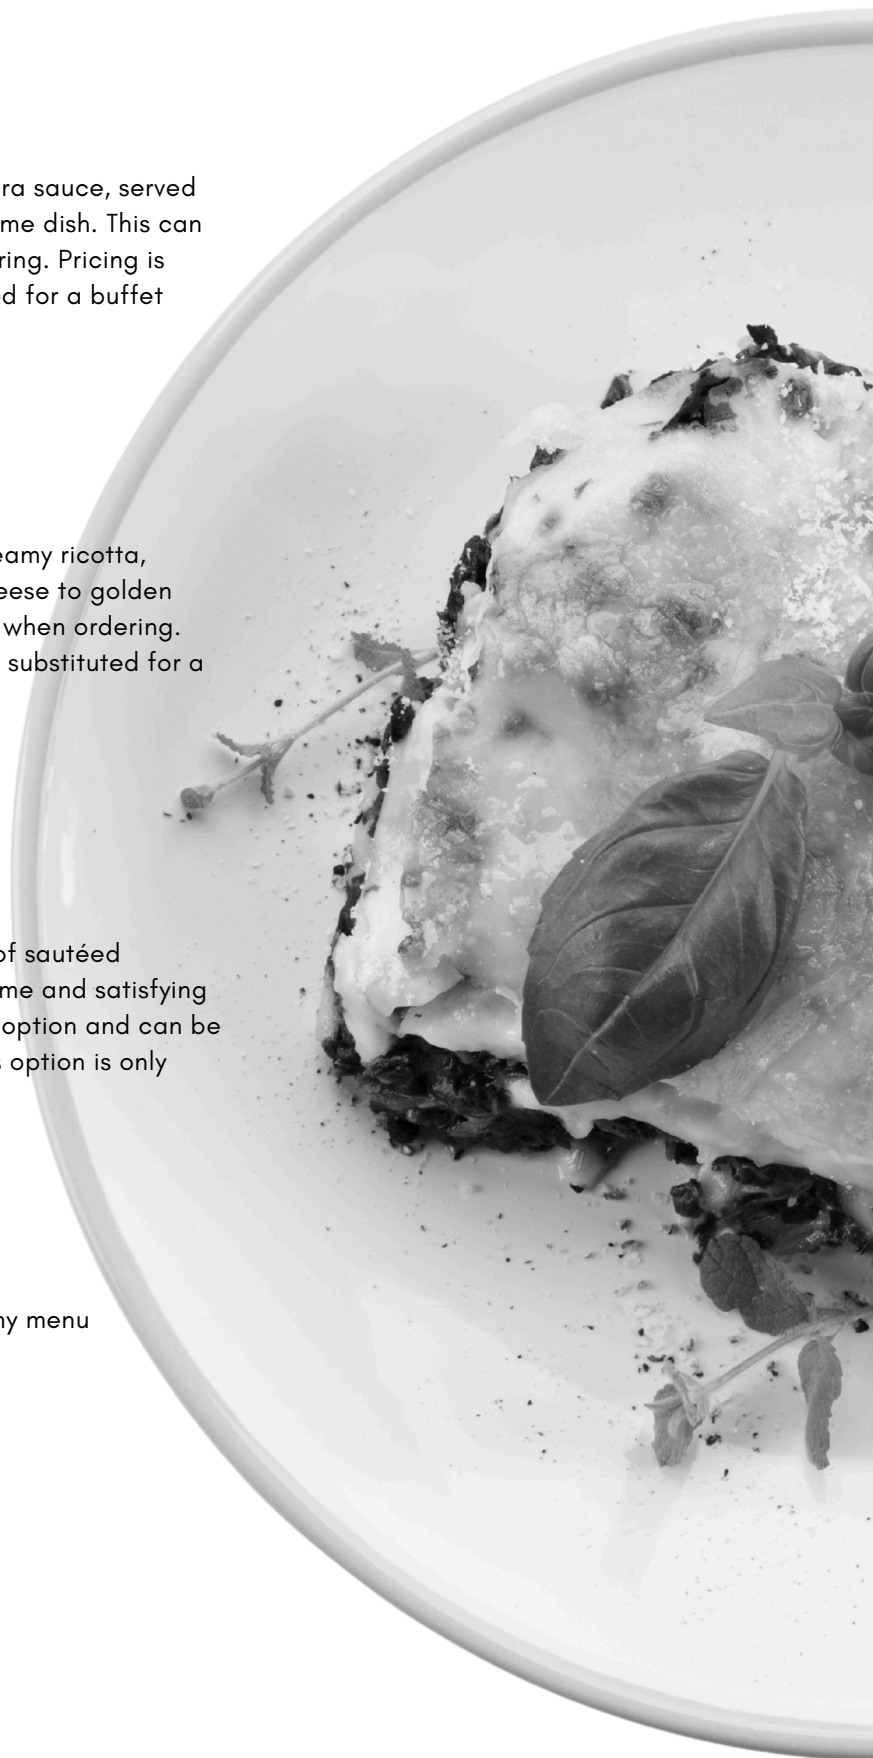 ra sauce, served
me dish. This can
ring. Pricing is
d for a buffet
eamy ricotta,
eese to golden
when ordering.
substituted for a
of sautéed
me and satisfying
option and can be
s option is only
ny menu